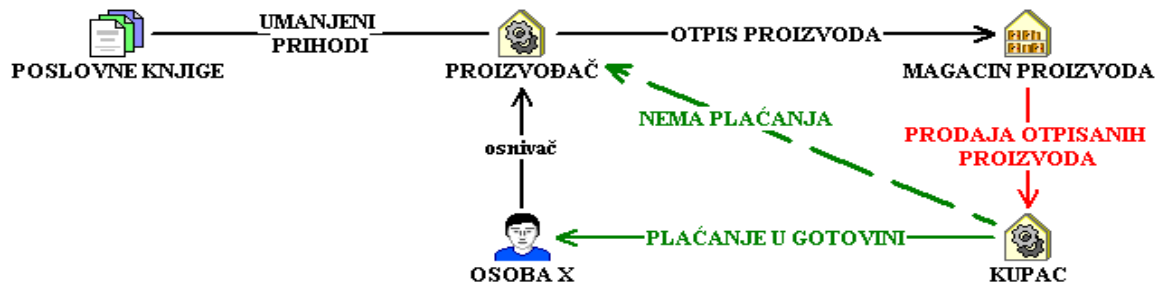 UMANJENI
PRIHODI
OTPIS PROIZVODA
POSLOVNE KNJIGE
PROIZVOĐAČ
MAGACIN PROIZVODA
NEMA PLAĆANJA
PRODAJA OTPISANIH
PROIZVODA
osnivač
PLAĆANJE U GOTOVINI
OSOBA X
KUPAC